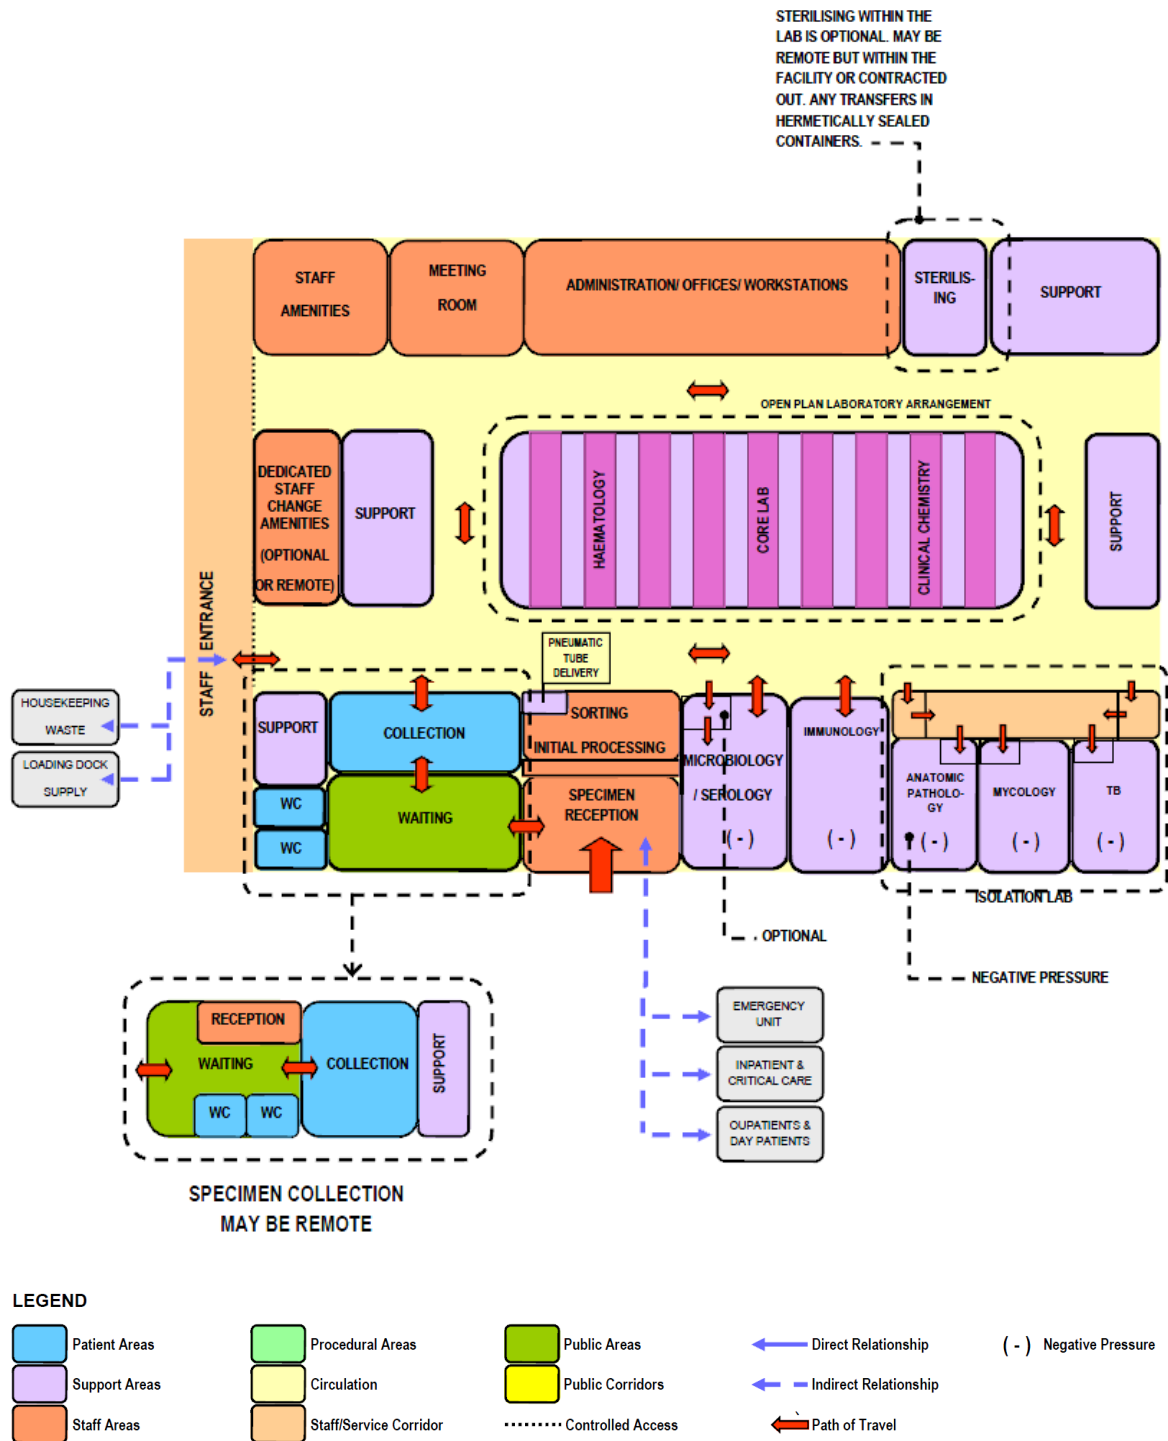 STERILISING WITHIN THE
LAB IS OPTIONAL. MAY BE
REMOTE BUT WITHIN THE
FACILITY OR CONTRACTED
OUT. ANY TRANSFERS IN
HERMETICALLY SEALED
CONTAINERS.
STAFF
AMENITIES
MEETING
ROOM
ADMINISTRATION/ OFFICES/ WORKSTATIONS
STERILIS-
ING
SUPPORT
OPEN PLAN LABORATORY ARRANGEMENT
DEDICATED
STAFF
CHANGE
AMENITIES
(OPTIONAL
OR REMOTE)
SUPPORT
HAEMATOLOGY
CORE LAB
CLINICAL CHEMISTRY
SUPPORT
STAFF ENTRANCE
PNEUMATIC
TUBE
DELIVERY
HOUSEKEEPING
WASTE
LOADING DOCK
SUPPLY
SUPPORT
COLLECTION
SORTING
INITIAL PROCESSING
MICROBIOLOGY
/ SEROLOGY
(-)
IMMUNOLOGY
(-)
ANATOMIC
PATHOLO-
GY
(-)
MYCOLOGY
(-)
TB
(-)
WC
WC
WAITING
SPECIMEN
RECEPTION
ISOLATION LAB
OPTIONAL
NEGATIVE PRESSURE
EMERGENCY
UNIT
INPATIENT &
CRITICAL CARE
OUPATIENTS &
DAY PATIENTS
RECEPTION
WAITING
COLLECTION
SUPPORT
WC
WC
SPECIMEN COLLECTION
MAY BE REMOTE
LEGEND
Patient Areas
Procedural Areas
Public Areas
Direct Relationship
(-) Negative Pressure
Support Areas
Circulation
Public Corridors
Indirect Relationship
Staff Areas
Staff/Service Corridor
Controlled Access
Path of Travel